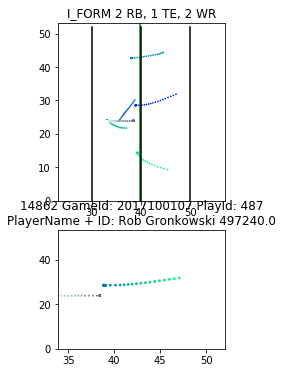 I_FORM 2 RB, 1 TE, 2 WR
50
40
30
20
10
0
30 40 50
14862 GameId: 2017100107 PlayId: 487
PlayerName + ID: Rob Gronkowski 497240.0
40
20
0
35 40 45 50